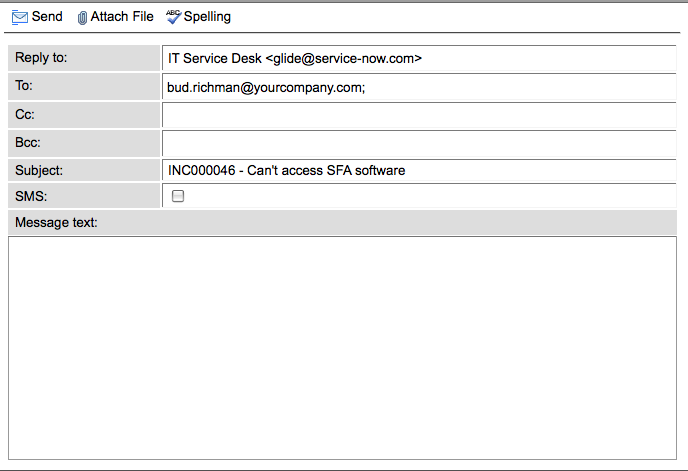 Send Attach File ABC Spelling
Reply to: IT Service Desk <glide@service-now.com>
To: bud.richman@yourcompany.com;
Cc:
Bcc:
Subject: INC000046 - Can't access SFA software
SMS:
Message text: